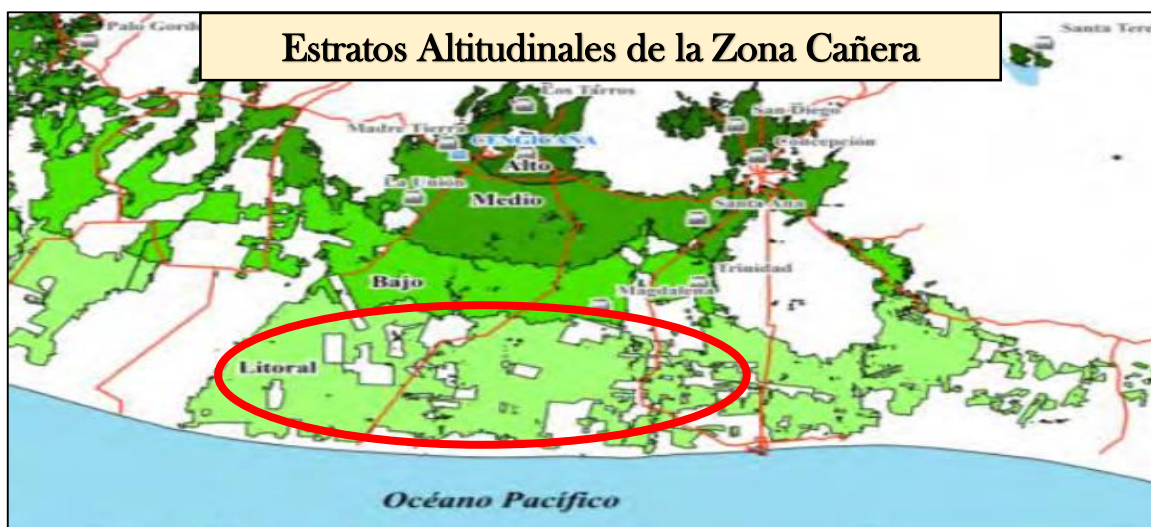 Estratos Altitudinales de la Zona Cañera
Palo Gordo
Santa Tere
Los Tarros
San Diego
Madre Tierra
CENGICAÑA
Concepción
Alto
La Unión
Medio
Santa Ana
Bajo
Trinidad
Magdalena
Litoral
Océano Pacífico